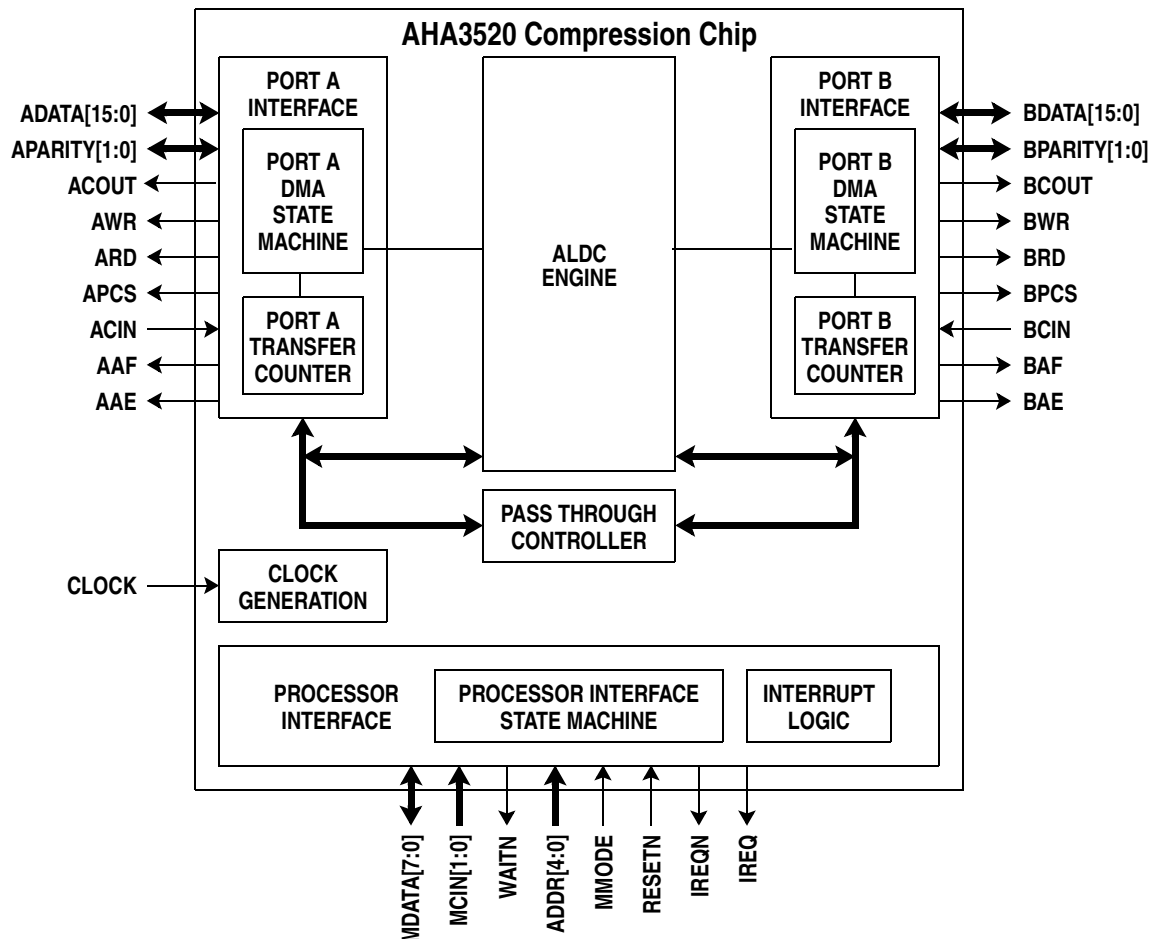 AHA3520 Compression Chip
PORT A
INTERFACE
PORT A
DMA
STATE
MACHINE
PORT A
TRANSFER
COUNTER
ADATA[15:0]
APARITY[1:0]
ACOUT
AWR
ARD
APCS
ACIN
AAF
AAE
ALDC
ENGINE
PORT B
INTERFACE
PORT B
DMA
STATE
MACHINE
PORT B
TRANSFER
COUNTER
BDATA[15:0]
BPARITY[1:0]
BCOUT
BWR
BRD
BPCS
BCIN
BAF
BAE
PASS THROUGH
CONTROLLER
CLOCK
CLOCK
GENERATION
PROCESSOR
INTERFACE
PROCESSOR INTERFACE
STATE MACHINE
INTERRUPT
LOGIC
MDATA[7:0]
MCIN[1:0]
WAITN
ADDR[4:0]
MMODE
RESETN
IREQN
IREQ